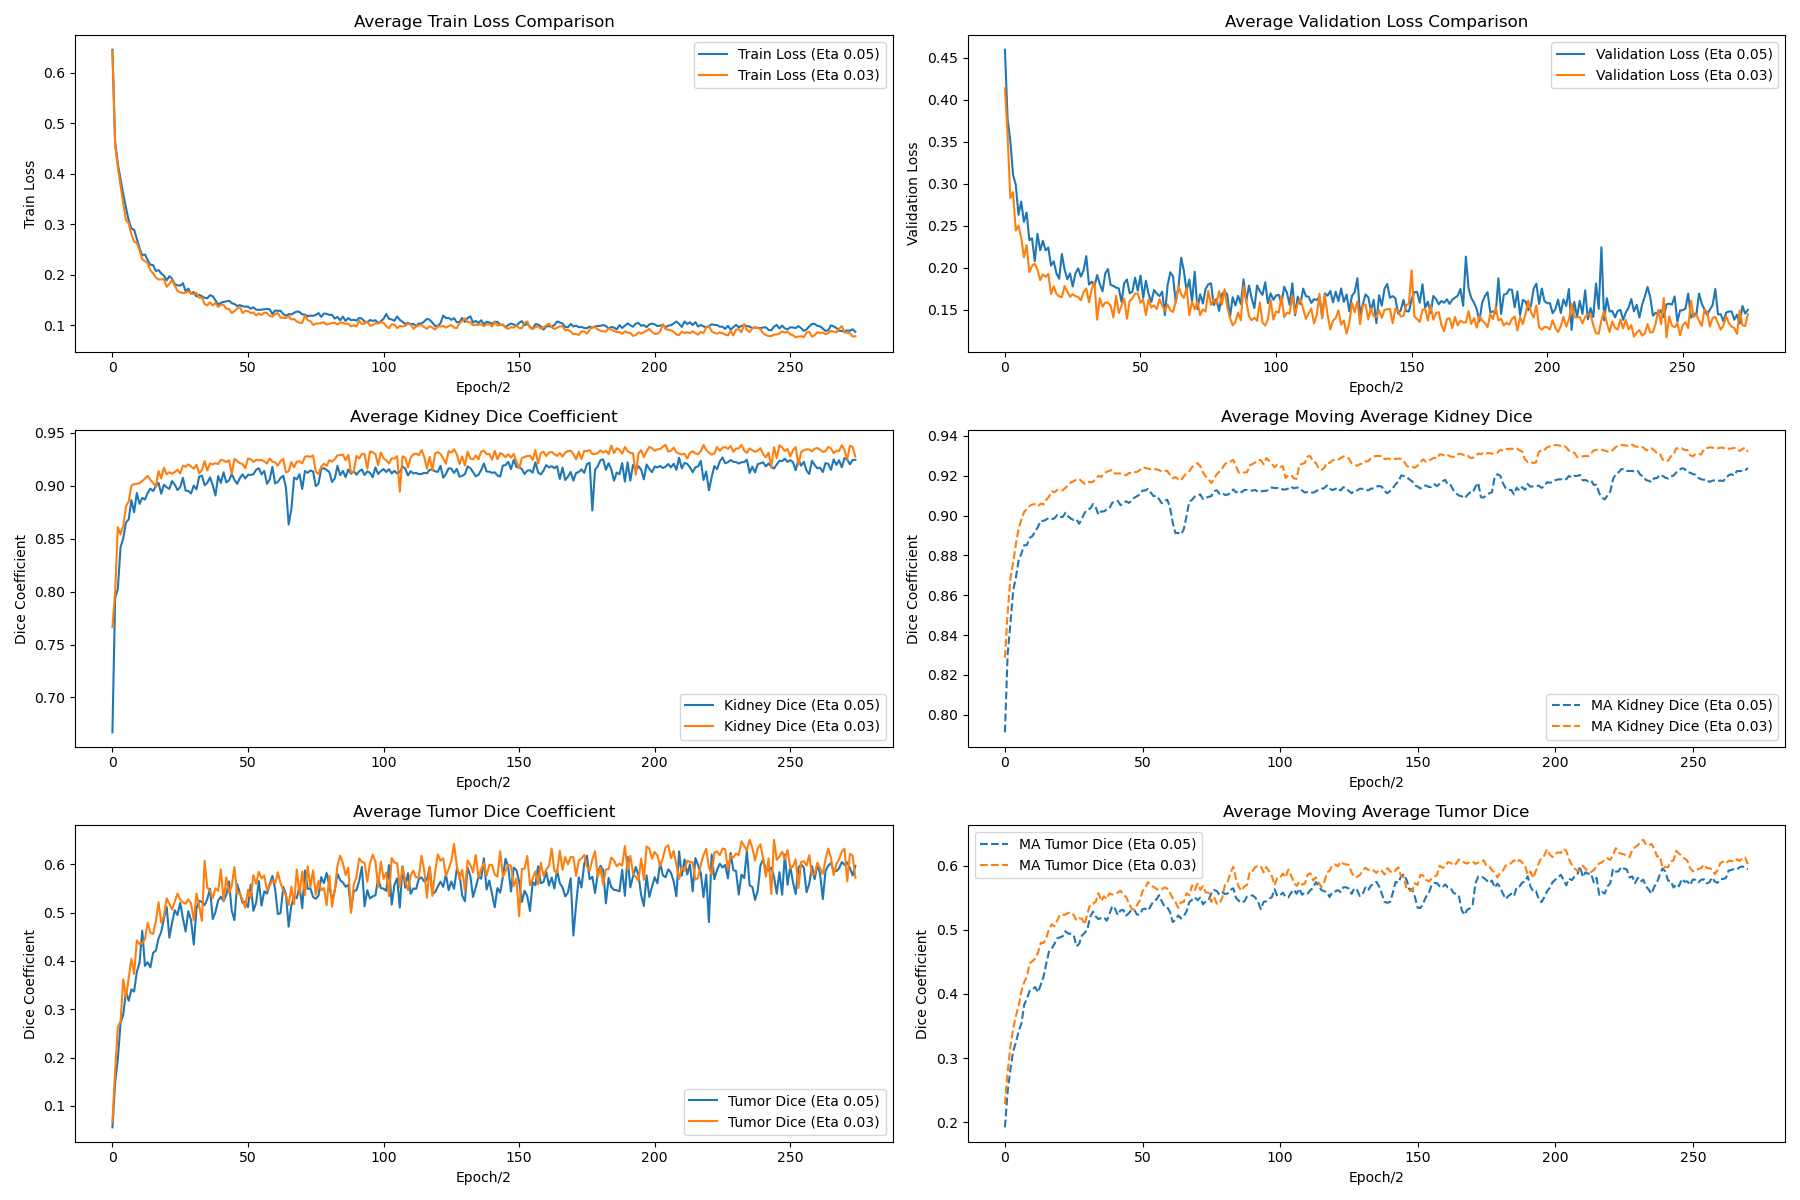 Average Train Loss Comparison
Train Loss
0.6
0.5
0.4
0.3
0.2
0.1
Train Loss (Eta 0.05)
Train Loss (Eta 0.03)
0 50 100 150 200 250
Epoch/2
Average Validation Loss Comparison
Validation Loss
0.45
0.40
0.35
0.30
0.25
0.20
0.15
Validation Loss (Eta 0.05)
Validation Loss (Eta 0.03)
0 50 100 150 200 250
Epoch/2
Average Kidney Dice Coefficient
Dice Coefficient
0.95
0.90
0.85
0.80
0.75
0.70
Kidney Dice (Eta 0.05)
Kidney Dice (Eta 0.03)
0 50 100 150 200 250
Epoch/2
Average Moving Average Kidney Dice
Dice Coefficient
0.94
0.92
0.90
0.88
0.86
0.84
0.82
0.80
MA Kidney Dice (Eta 0.05)
MA Kidney Dice (Eta 0.03)
0 50 100 150 200 250
Epoch/2
Average Tumor Dice Coefficient
Dice Coefficient
0.6
0.5
0.4
0.3
0.2
0.1
Tumor Dice (Eta 0.05)
Tumor Dice (Eta 0.03)
0 50 100 150 200 250
Epoch/2
Average Moving Average Tumor Dice
Dice Coefficient
MA Tumor Dice (Eta 0.05)
MA Tumor Dice (Eta 0.03)
0.6
0.5
0.4
0.3
0.2
0 50 100 150 200 250
Epoch/2